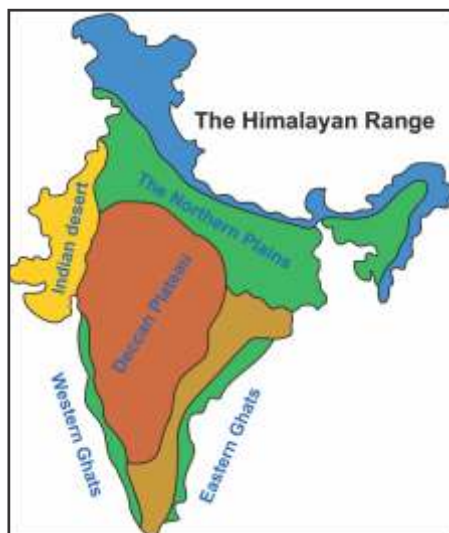 The Himalayan Range
The Northern Plains
Indian desert
Deccan Plateau
Western Ghats
Eastern Ghats